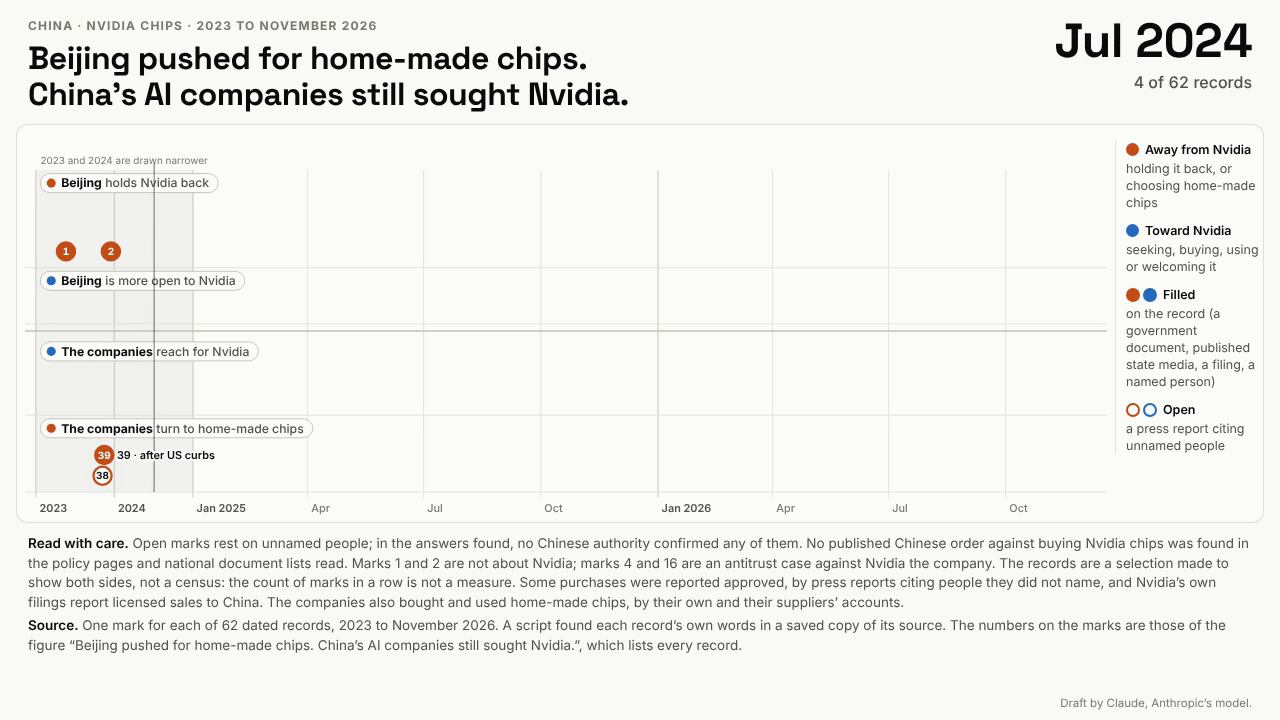 CHINA · NVIDIA CHIPS · 2023 TO NOVEMBER 2026
Beijing pushed for home-made chips.
China’s AI companies still sought Nvidia.
Jul 2024
4 of 62 records
2023 and 2024 are drawn narrower
Beijing holds Nvidia back
1
2
Beijing is more open to Nvidia
The companies reach for Nvidia
The companies turn to home-made chips
39
39 · after US curbs
38
2023
2024
Jan 2025
Apr
Jul
Oct
Jan 2026
Apr
Jul
Oct
Away from Nvidia
holding it back, or
choosing home-made
chips
Toward Nvidia
seeking, buying, using
or welcoming it
Filled
on the record (a
government
document, published
state media, a filing, a
named person)
Open
a press report citing
unnamed people
Read with care. Open marks rest on unnamed people; in the answers found, no Chinese authority confirmed any of them. No published Chinese order against buying Nvidia chips was found in
the policy pages and national document lists read. Marks 1 and 2 are not about Nvidia; marks 4 and 16 are an antitrust case against Nvidia the company. The records are a selection made to
show both sides, not a census: the count of marks in a row is not a measure. Some purchases were reported approved, by press reports citing people they did not name, and Nvidia’s own
filings report licensed sales to China. The companies also bought and used home-made chips, by their own and their suppliers’ accounts.
Source. One mark for each of 62 dated records, 2023 to November 2026. A script found each record’s own words in a saved copy of its source. The numbers on the marks are those of the
figure “Beijing pushed for home-made chips. China’s AI companies still sought Nvidia.”, which lists every record.
Draft by Claude, Anthropic’s model.